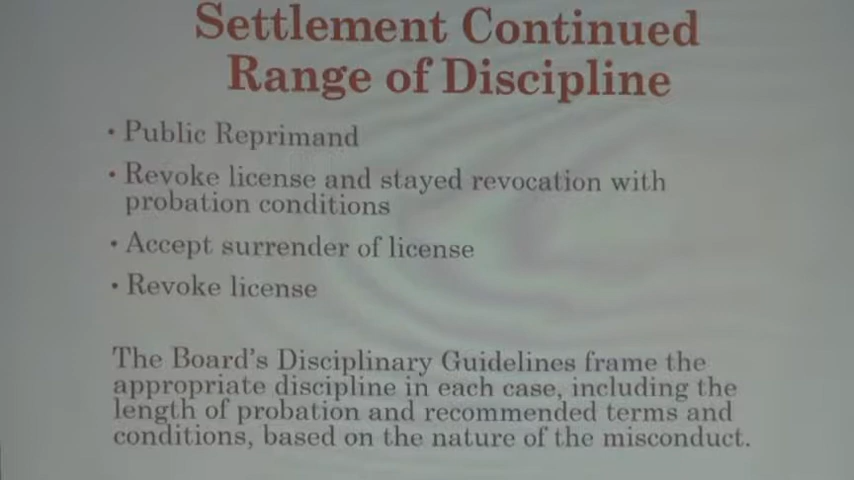 Settlement Continued
Range of Discipline
• Public Reprimand
• Revoke license and stayed revocation with
probation conditions
• Accept surrender of license
• Revoke license
The Board's Disciplinary Guidelines frame the
appropriate discipline in each case, including the
length of probation and recommended terms and
conditions, based on the nature of the misconduct.